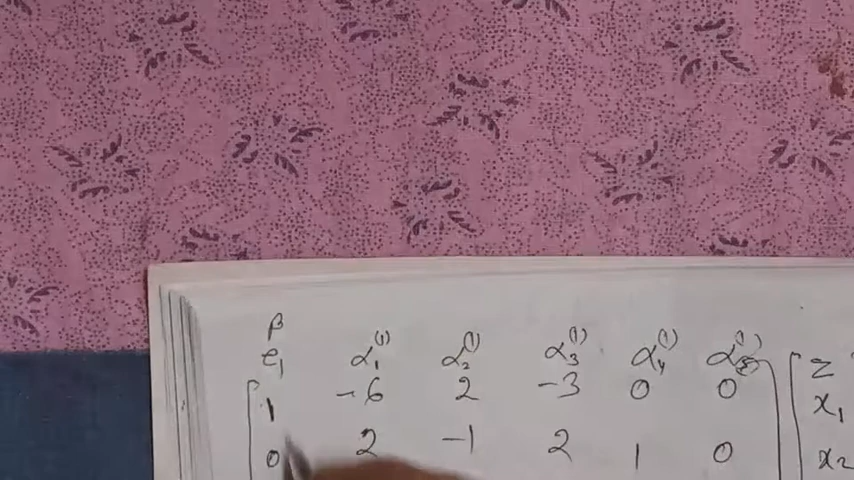 β
e₁ α₁⁽¹⁾ α₂⁽¹⁾ α₃⁽¹⁾ α₄⁽¹⁾ α₅⁽¹⁾
1 -6 2 -3 0 0 z
x₁
0 2 -1 2 1 0 x₂